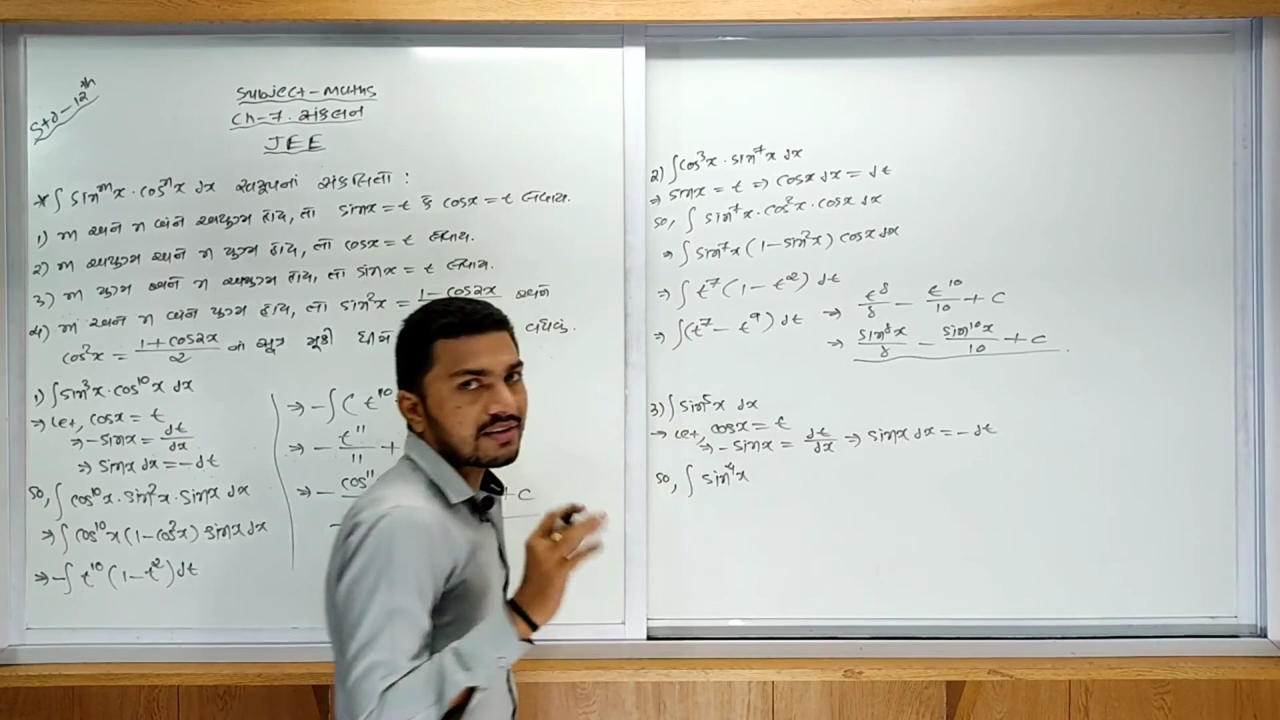 Std-12th
Subject-Maths
Ch-7. સંકલન
JEE
* ∫ sinᵐx · cosⁿx dx સ્વરૂપનાં સંકલિતો :
1) m અને n બંને અયુગ્મ હોય, તો sinx = t કે cosx = t લેવાય.
2) m અયુગ્મ અને n યુગ્મ હોય, તો cosx = t લેવાય.
3) m યુગ્મ અને n અયુગ્મ હોય, તો sinx = t લેવાય.
4) m અને n બંને યુગ્મ હોય, તો sin²x = 1 - cos2x અને
cos²x = (1 + cos2x)/2 નો સૂત્ર મૂકી
1) ∫ sin³x · cos¹⁰x dx
→ Let, cosx = t
⇒ -sinx = dt/dx
⇒ sinx dx = -dt
So, ∫ cos¹⁰x · sin²x · sinx dx
⇒ ∫ cos¹⁰x (1 - cos²x) sinx dx
⇒ -∫ t¹⁰ (1 - t²) dt
⇒ -∫ ( t¹⁰
⇒ - t¹¹/11 +
⇒ - cos¹¹ + C
2) ∫ cos³x · sin⁷x dx
⇒ sinx = t ⇒ cosx dx = dt
So, ∫ sin⁷x · cos²x · cosx dx
⇒ ∫ sin⁷x (1 - sin²x) cosx dx
⇒ ∫ t⁷ (1 - t²) dt
⇒ ∫ (t⁷ - t⁹) dt ⇒ t⁸/8 - t¹⁰/10 + C
⇒ sin⁸x/8 - sin¹⁰x/10 + C
3) ∫ sin⁵x dx
→ Let, cosx = t
⇒ -sinx = dt/dx ⇒ sinx dx = -dt
So, ∫ sin⁴x